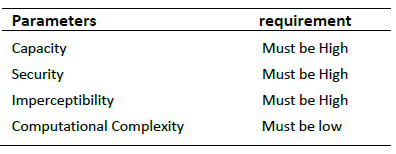 Parameters requirement
Capacity Must be High
Security Must be High
Imperceptibility Must be High
Computational Complexity Must be low